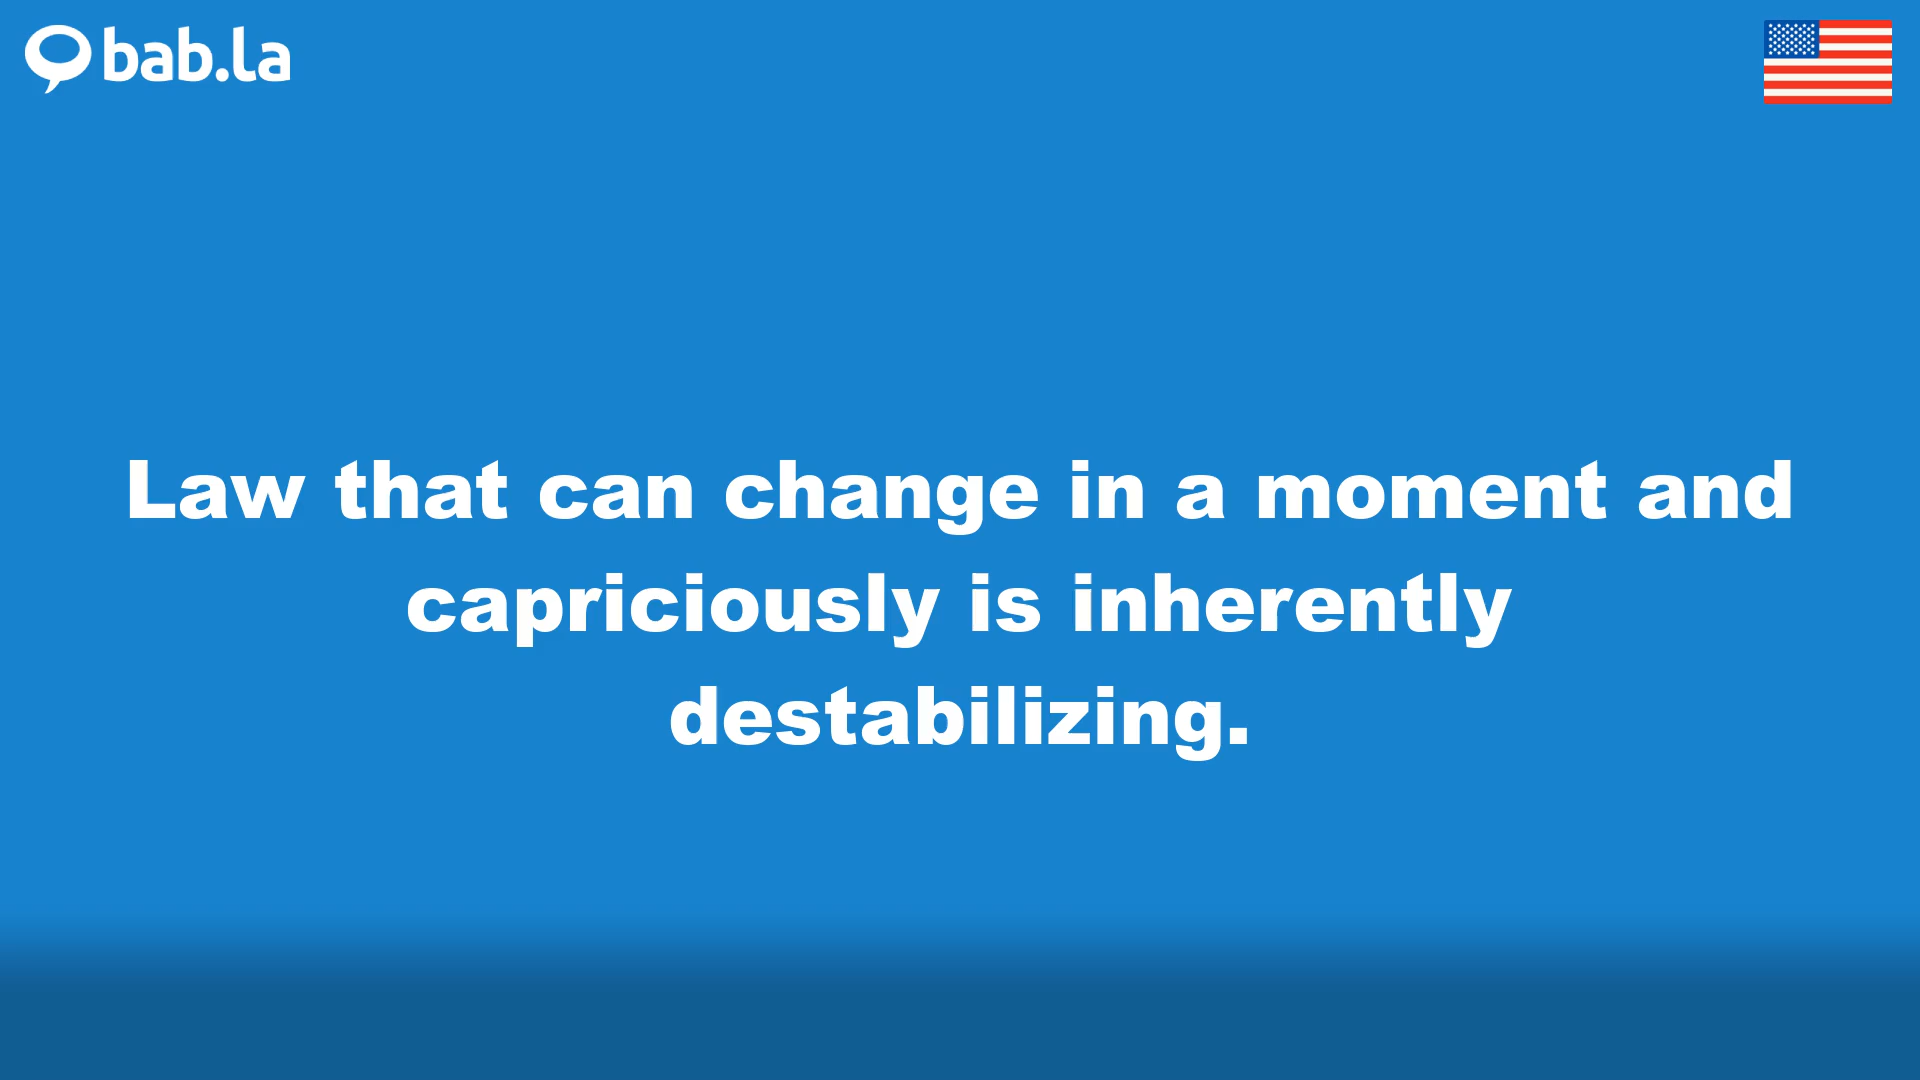 bab.la
Law that can change in a moment and
capriciously is inherently
destabilizing.